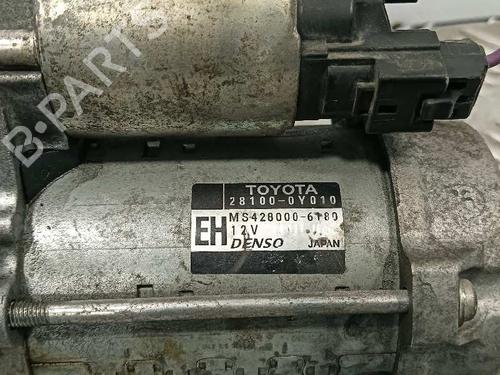 B-PARTS
TOYOTA
28100-0Y010
MS428000-6180
EH 12V
DENSO JAPAN